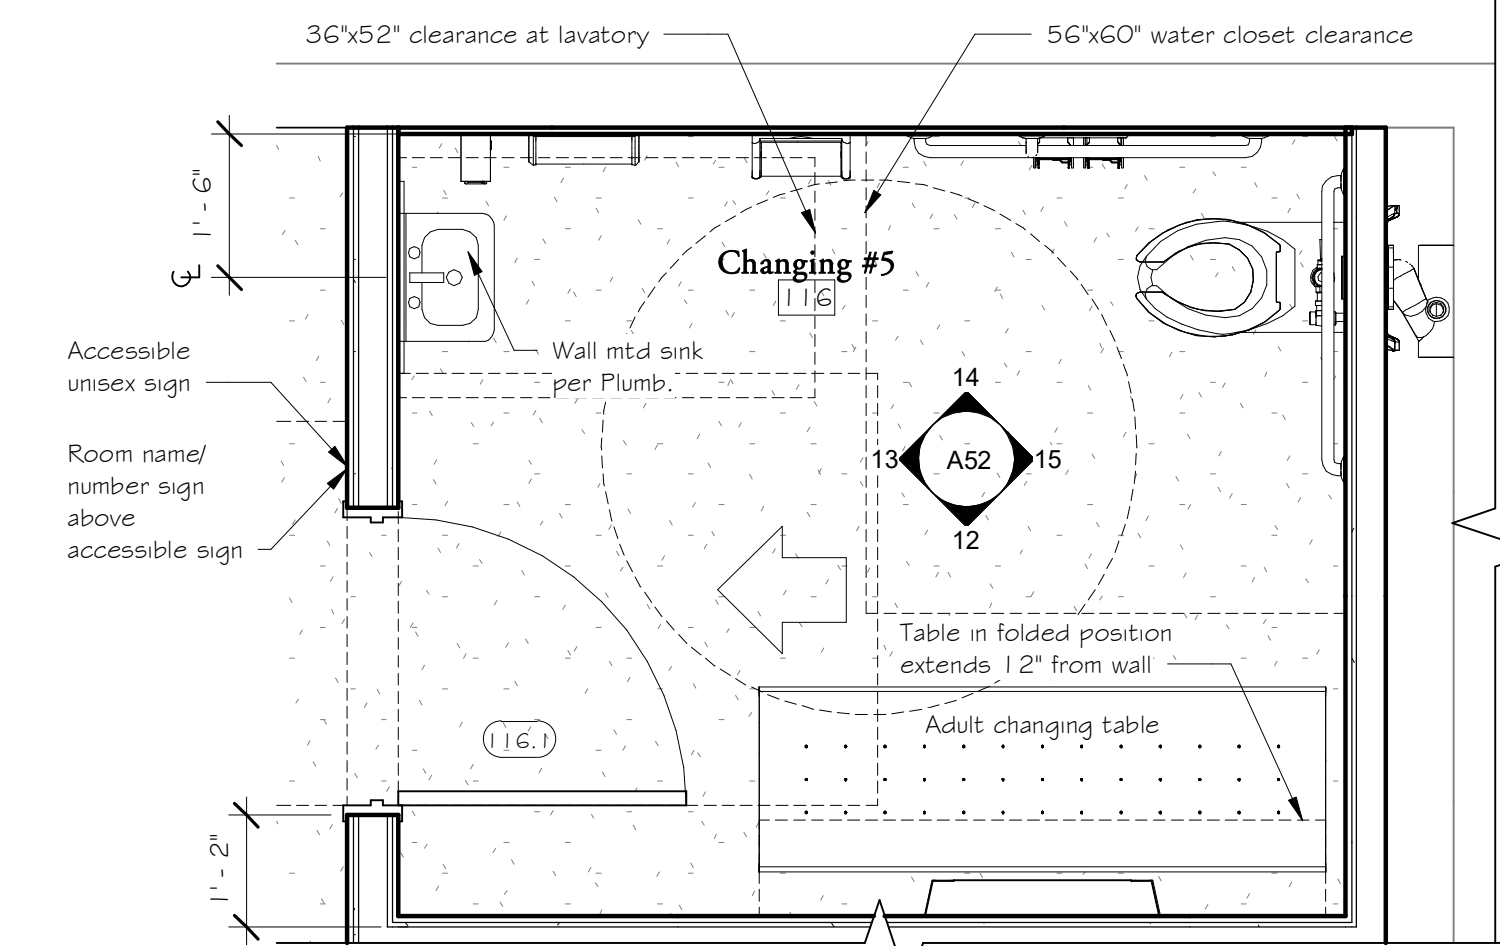 36"x52" clearance at lavatory
56"x60" water closet clearance
1'-6"
℄
Changing #5
116
Wall mtd sink
per Plumb.
Accessible
unisex sign
Room name/
number sign
above
accessible sign
14
13
A52
15
12
Table in folded position
extends 12" from wall
Adult changing table
116.1
1'-2"